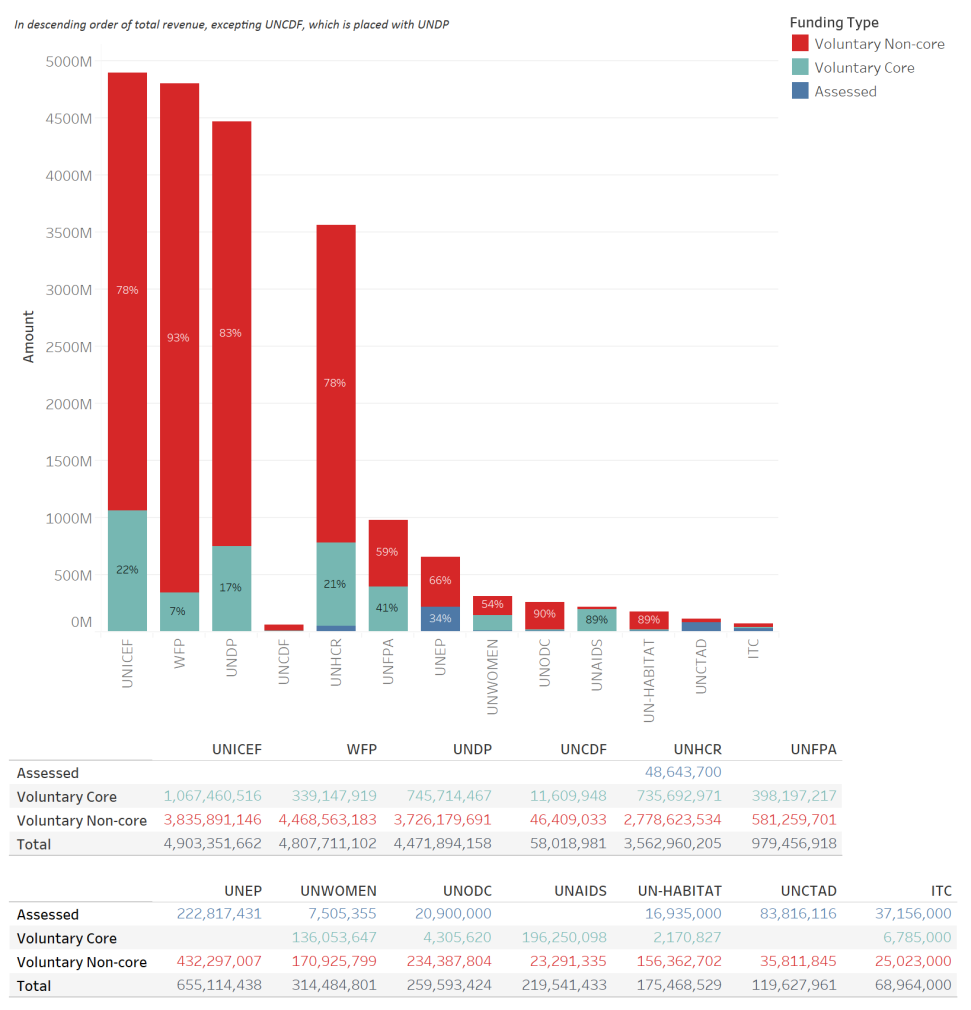 In descending order of total revenue, excepting UNCDF, which is placed with UNDP
Funding Type
Voluntary Non-core
Voluntary Core
Assessed
Amount
5000M
4500M
4000M
3500M
3000M
2500M
2000M
1500M
1000M
500M
0M
78%
22%
93%
7%
83%
17%
78%
21%
59%
41%
66%
34%
54%
90%
89%
89%
UNICEF
WFP
UNDP
UNCDF
UNHCR
UNFPA
UNEP
UNWOMEN
UNODC
UNAIDS
UN-HABITAT
UNCTAD
ITC
UNICEF WFP UNDP UNCDF UNHCR UNFPA
Assessed 48,643,700
Voluntary Core 1,067,460,516 339,147,919 745,714,467 11,609,948 735,692,971 398,197,217
Voluntary Non-core 3,835,891,146 4,468,563,183 3,726,179,691 46,409,033 2,778,623,534 581,259,701
Total 4,903,351,662 4,807,711,102 4,471,894,158 58,018,981 3,562,960,205 979,456,918
UNEP UNWOMEN UNODC UNAIDS UN-HABITAT UNCTAD ITC
Assessed 222,817,431 7,505,355 20,900,000 16,935,000 83,816,116 37,156,000
Voluntary Core 136,053,647 4,305,620 196,250,098 2,170,827 6,785,000
Voluntary Non-core 432,297,007 170,925,799 234,387,804 23,291,335 156,362,702 35,811,845 25,023,000
Total 655,114,438 314,484,801 259,593,424 219,541,433 175,468,529 119,627,961 68,964,000